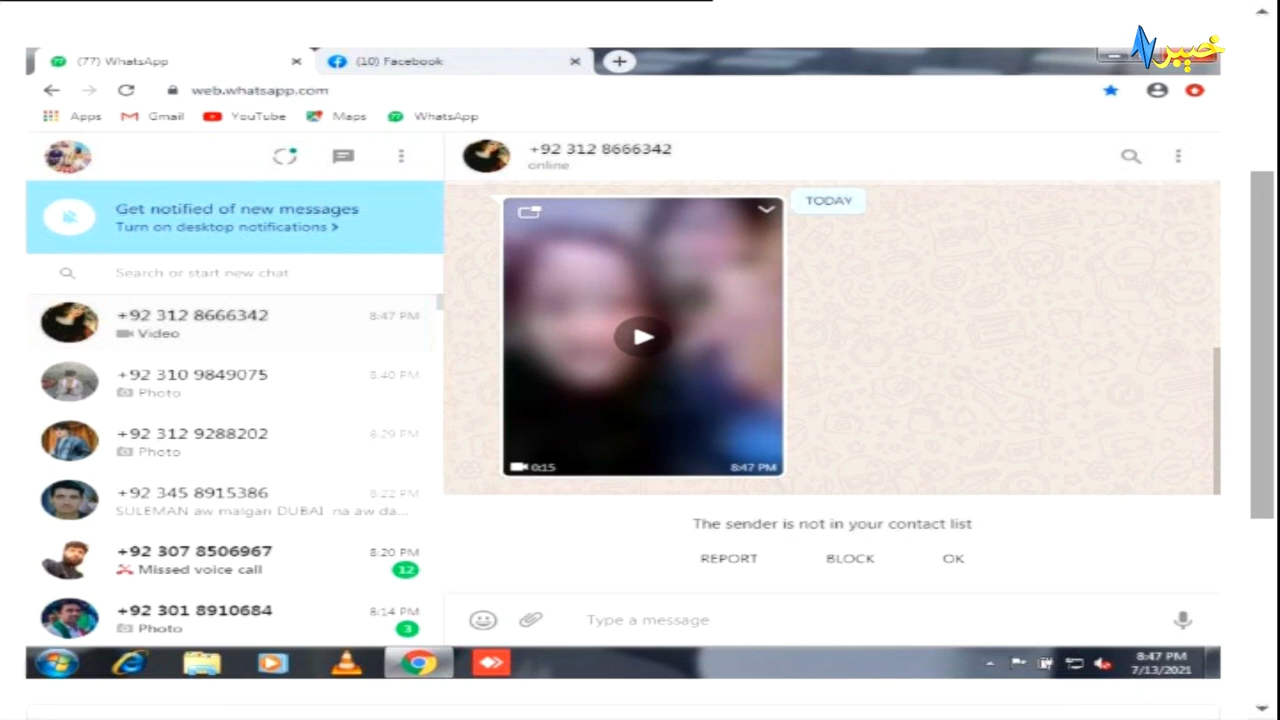 خیبر N
(77) WhatsApp
(10) Facebook
web.whatsapp.com
Apps
Gmail
YouTube
Maps
WhatsApp
+92 312 8666342
online
Get notified of new messages
Turn on desktop notifications >
TODAY
Search or start new chat
+92 312 8666342 8:47 PM
Video
+92 310 9849075 8:40 PM
Photo
+92 312 9288202 8:29 PM
Photo
0:15 8:47 PM
+92 345 8915386 8:22 PM
SULEMAN aw malgari DUBAI na aw da...
The sender is not in your contact list
REPORT BLOCK OK
+92 307 8506967 8:20 PM
Missed voice call 12
+92 301 8910684 8:14 PM
Photo 3
Type a message
8:47 PM
7/13/2021